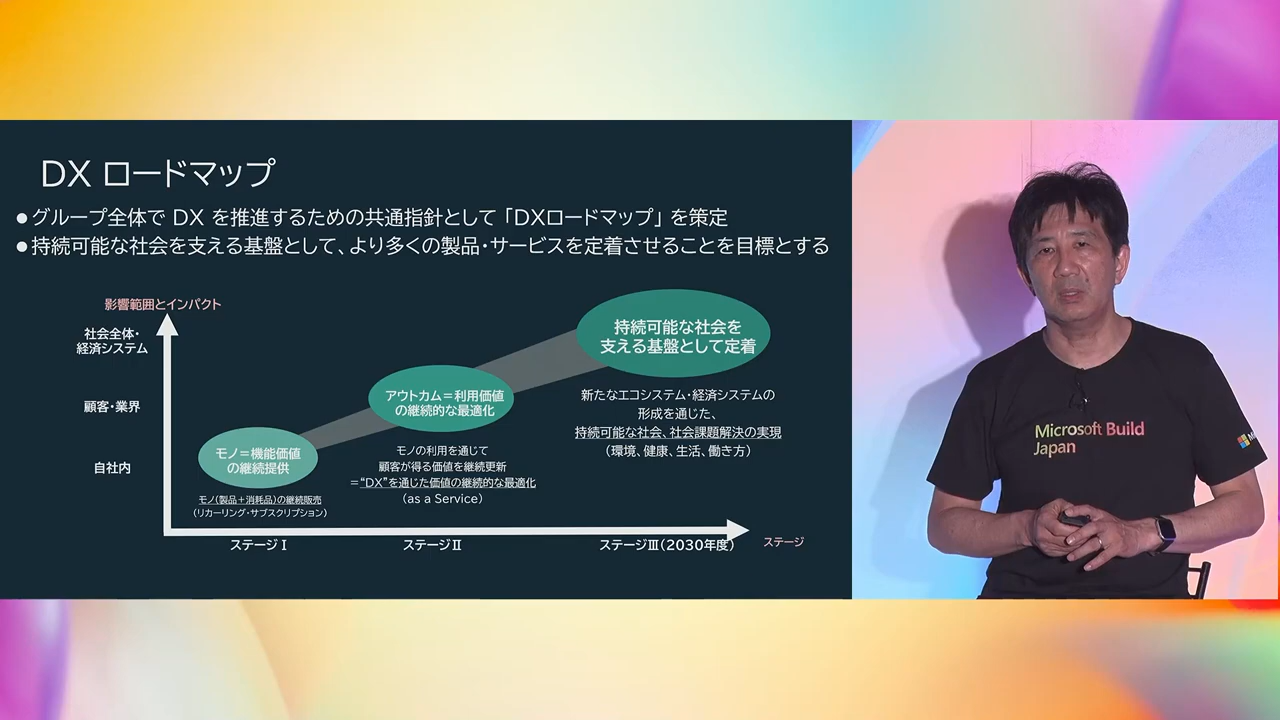 DX ロードマップ
●グループ全体で DX を推進するための共通指針として「DXロードマップ」を策定
●持続可能な社会を支える基盤として、より多くの製品・サービスを定着させることを目標とする
影響範囲とインパクト
社会全体・
経済システム
顧客・業界
自社内
モノ＝機能価値
の継続提供
モノ(製品＋消耗品)の継続販売
(リカーリング・サブスクリプション)
アウトカム＝利用価値
の継続的な最適化
モノの利用を通じて
顧客が得る価値を継続更新
＝“DX”を通じた価値の継続的な最適化
(as a Service)
持続可能な社会を
支える基盤として定着
新たなエコシステム・経済システムの
形成を通じた、
持続可能な社会、社会課題解決の実現
(環境、健康、生活、働き方)
ステージⅠ
ステージⅡ
ステージⅢ(2030年度)
ステージ
Microsoft Build
Japan